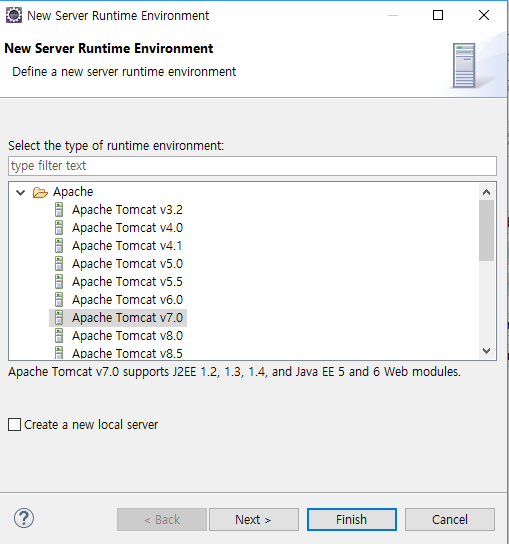 New Server Runtime Environment
New Server Runtime Environment
Define a new server runtime environment
Select the type of runtime environment:
type filter text
Apache
Apache Tomcat v3.2
Apache Tomcat v4.0
Apache Tomcat v4.1
Apache Tomcat v5.0
Apache Tomcat v5.5
Apache Tomcat v6.0
Apache Tomcat v7.0
Apache Tomcat v8.0
Apache Tomcat v8.5
Apache Tomcat v7.0 supports J2EE 1.2, 1.3, 1.4, and Java EE 5 and 6 Web modules.
Create a new local server
? < Back Next > Finish Cancel